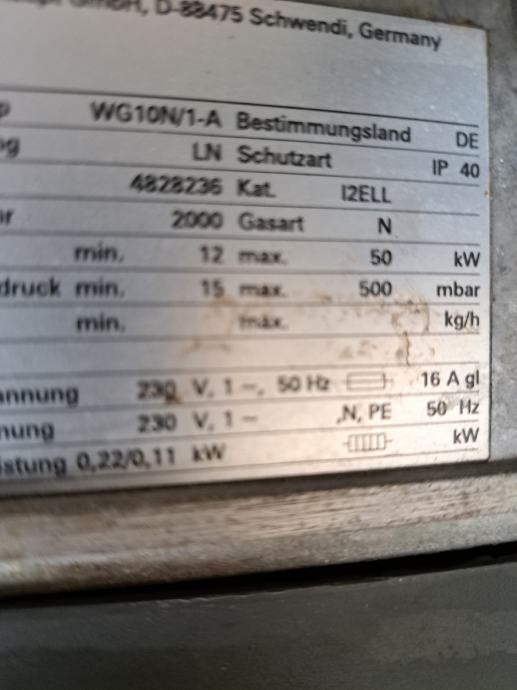 GmbH, D-88475 Schwendi, Germany
WG10N/1-A Bestimmungsland DE
LN Schutzart IP 40
4828236 Kat. I2ELL
2000 Gasart N
min. 12 max. 50 kW
druck min. 15 max. 500 mbar
min. max. kg/h
annung 230 V, 1 ~, 50 Hz 16 A gl
nung 230 V, 1 ~ ,N, PE 50 Hz
istung 0,22/0,11 kW kW